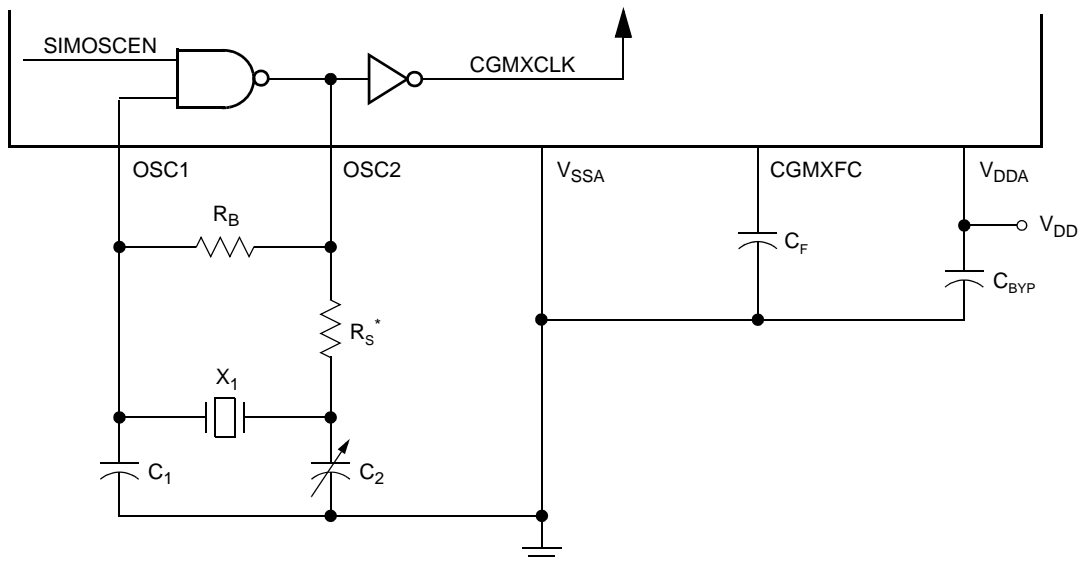 SIMOSCEN
CGMXCLK
OSC1
OSC2
VSSA
CGMXFC
VDDA
RB
VDD
CF
CBYP
RS*
X1
C1
C2